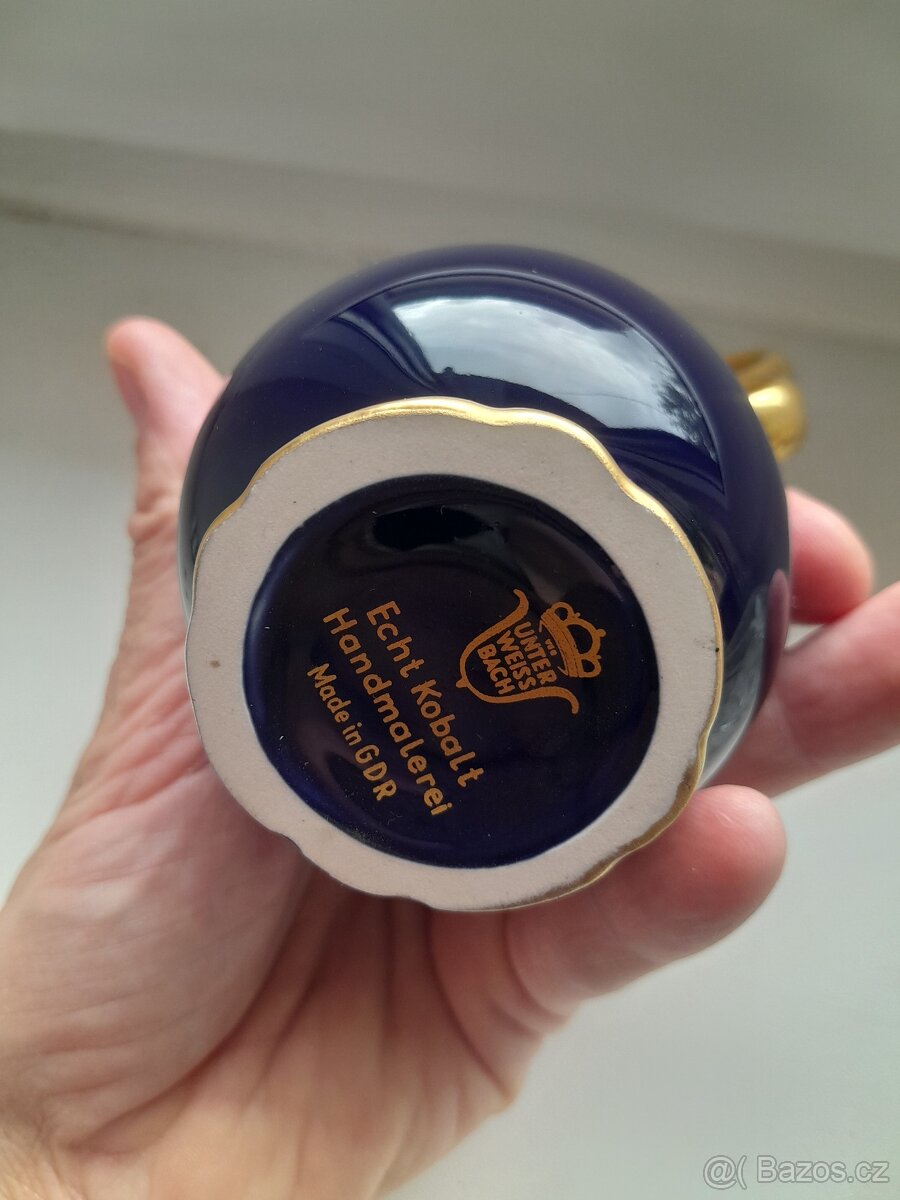 UNTER
WEISS
BACH
Echt Kobalt
Handmalerei
Made in GDR
@( Bazos.cz